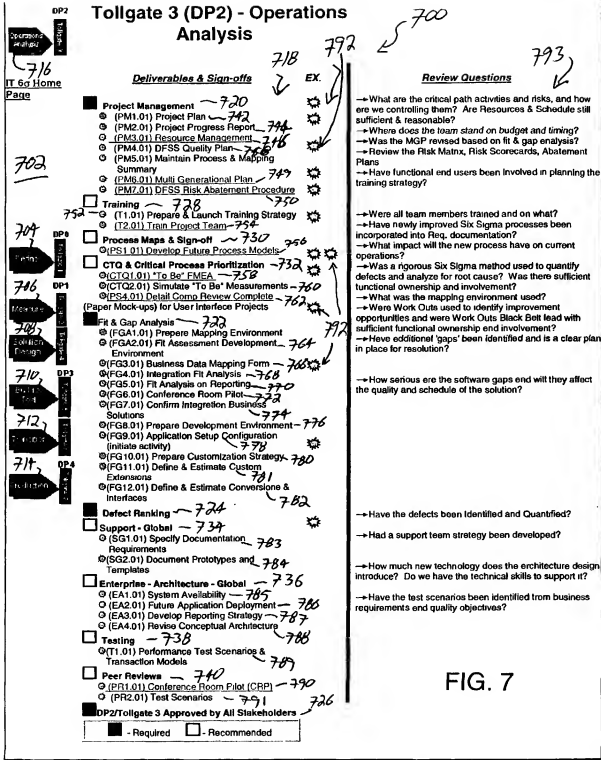 Tollgate 3 (DP2) - Operations
Analysis
700
DP2
Operations
Analysis
Tollgate
716
IT 6σ Home
Page
718
792
793
Deliverables & Sign-offs
EX.
Review Questions
Project Management 720
(PM1.01) Project Plan 742
(PM2.01) Project Progress Report 744
(PM3.01) Resource Management 746
(PM4.01) DFSS Quality Plan
(PM5.01) Maintain Process & Mapping
Summary
(PM6.01) Multi Generational Plan 749
(PM7.01) DFSS Risk Abatement Procedure
750
Training 728
752 (T1.01) Prepare & Launch Training Strategy
(T2.01) Train Project Team 754
Process Maps & Sign-off 730
756
(PS1.01) Develop Future Process Models
CTQ & Critical Process Prioritization 732
(CTQ1.01) "To Be" FMEA 758
(CTQ2.01) Simulate "To Be" Measurements 760
(PS4.01) Detail Comp Review Complete 762
(Paper Mock-ups) for User Interface Projects
792
Fit & Gap Analysis 722
(FGA1.01) Prepere Mapping Environment
(FGA2.01) Fit Assessment Development 764
Environment
(FG3.01) Business Data Mapping Form 766
(FG4.01) Integration Fit Analysis 768
(FG5.01) Fit Analysis on Reporting 770
(FG6.01) Conference Room Pilot 772
(FG7.01) Confirm Integretion Business
Solutions 774
(FG8.01) Prepare Development Environment 776
(FG9.01) Application Setup Configuration
(initiate activity) 778
(FG10.01) Prepare Customization Strategy 780
(FG11.01) Define & Estimate Custom
Extensions 781
(FG12.01) Define & Estimate Conversions &
Interfaces 782
Defect Ranking 724
Support - Global 734
(SG1.01) Specify Documentation
Requirements 783
(SG2.01) Document Prototypes and
Templates 784
Enterprise - Architecture - Global 736
(EA1.01) System Availability 785
(EA2.01) Future Application Deployment 786
(EA3.01) Develop Reporting Strategy 787
(EA4.01) Revise Conceptual Architecture
788
Testing 738
(T1.01) Performance Test Scenarios &
Transaction Models 789
Peer Reviews 740
(PR1.01) Conference Room Pilot (CRP) 790
(PR2.01) Test Scenarios 791
DP2/Tollgate 3 Approved by All Stakeholders 726
- Required - Recommended
702
704
DP0
Define
706
DP1
Measure
708
Solution
Design
710
DP3
712
714
DP4
→What are the critical path activities and risks, and how
ere we controlling them? Are Resources & Schedule still
sufficient & reasonable?
→Where does the team stand on budget and timing?
→Was the MGP revised based on fit & gap analysis?
→Review the Risk Matrix, Risk Scorecards, Abatement
Plans
→Have functional end users been involved in planning the
training strategy?
→Were all team members trained and on what?
→Have newly improved Six Sigma processes been
incorporated into Req. documentation?
→What impact will the new process have on current
operations?
→Was a rigorous Six Sigma method used to quantify
defects and analyze for root cause? Was there sufficient
functional ownership and involvement?
→What was the mapping environment used?
→Were Work Outs used to identify improvement
opportunities and were Work Outs Black Belt lead with
sufficient functional ownership end involvement?
→Have edditionel 'gaps' been identified and is a clear plan
in place for resolution?
→How serious ere the software gaps end will they affect
the quality and schedule of the solution?
→Have the defects been Identified and Quantified?
→Had a support team stretegy been developed?
→How much new technology does the erchitecture design
introduce? Do we have the technical skills to support it?
→Have the test scenarios been identified from business
requirements end quality objectives?
FIG. 7